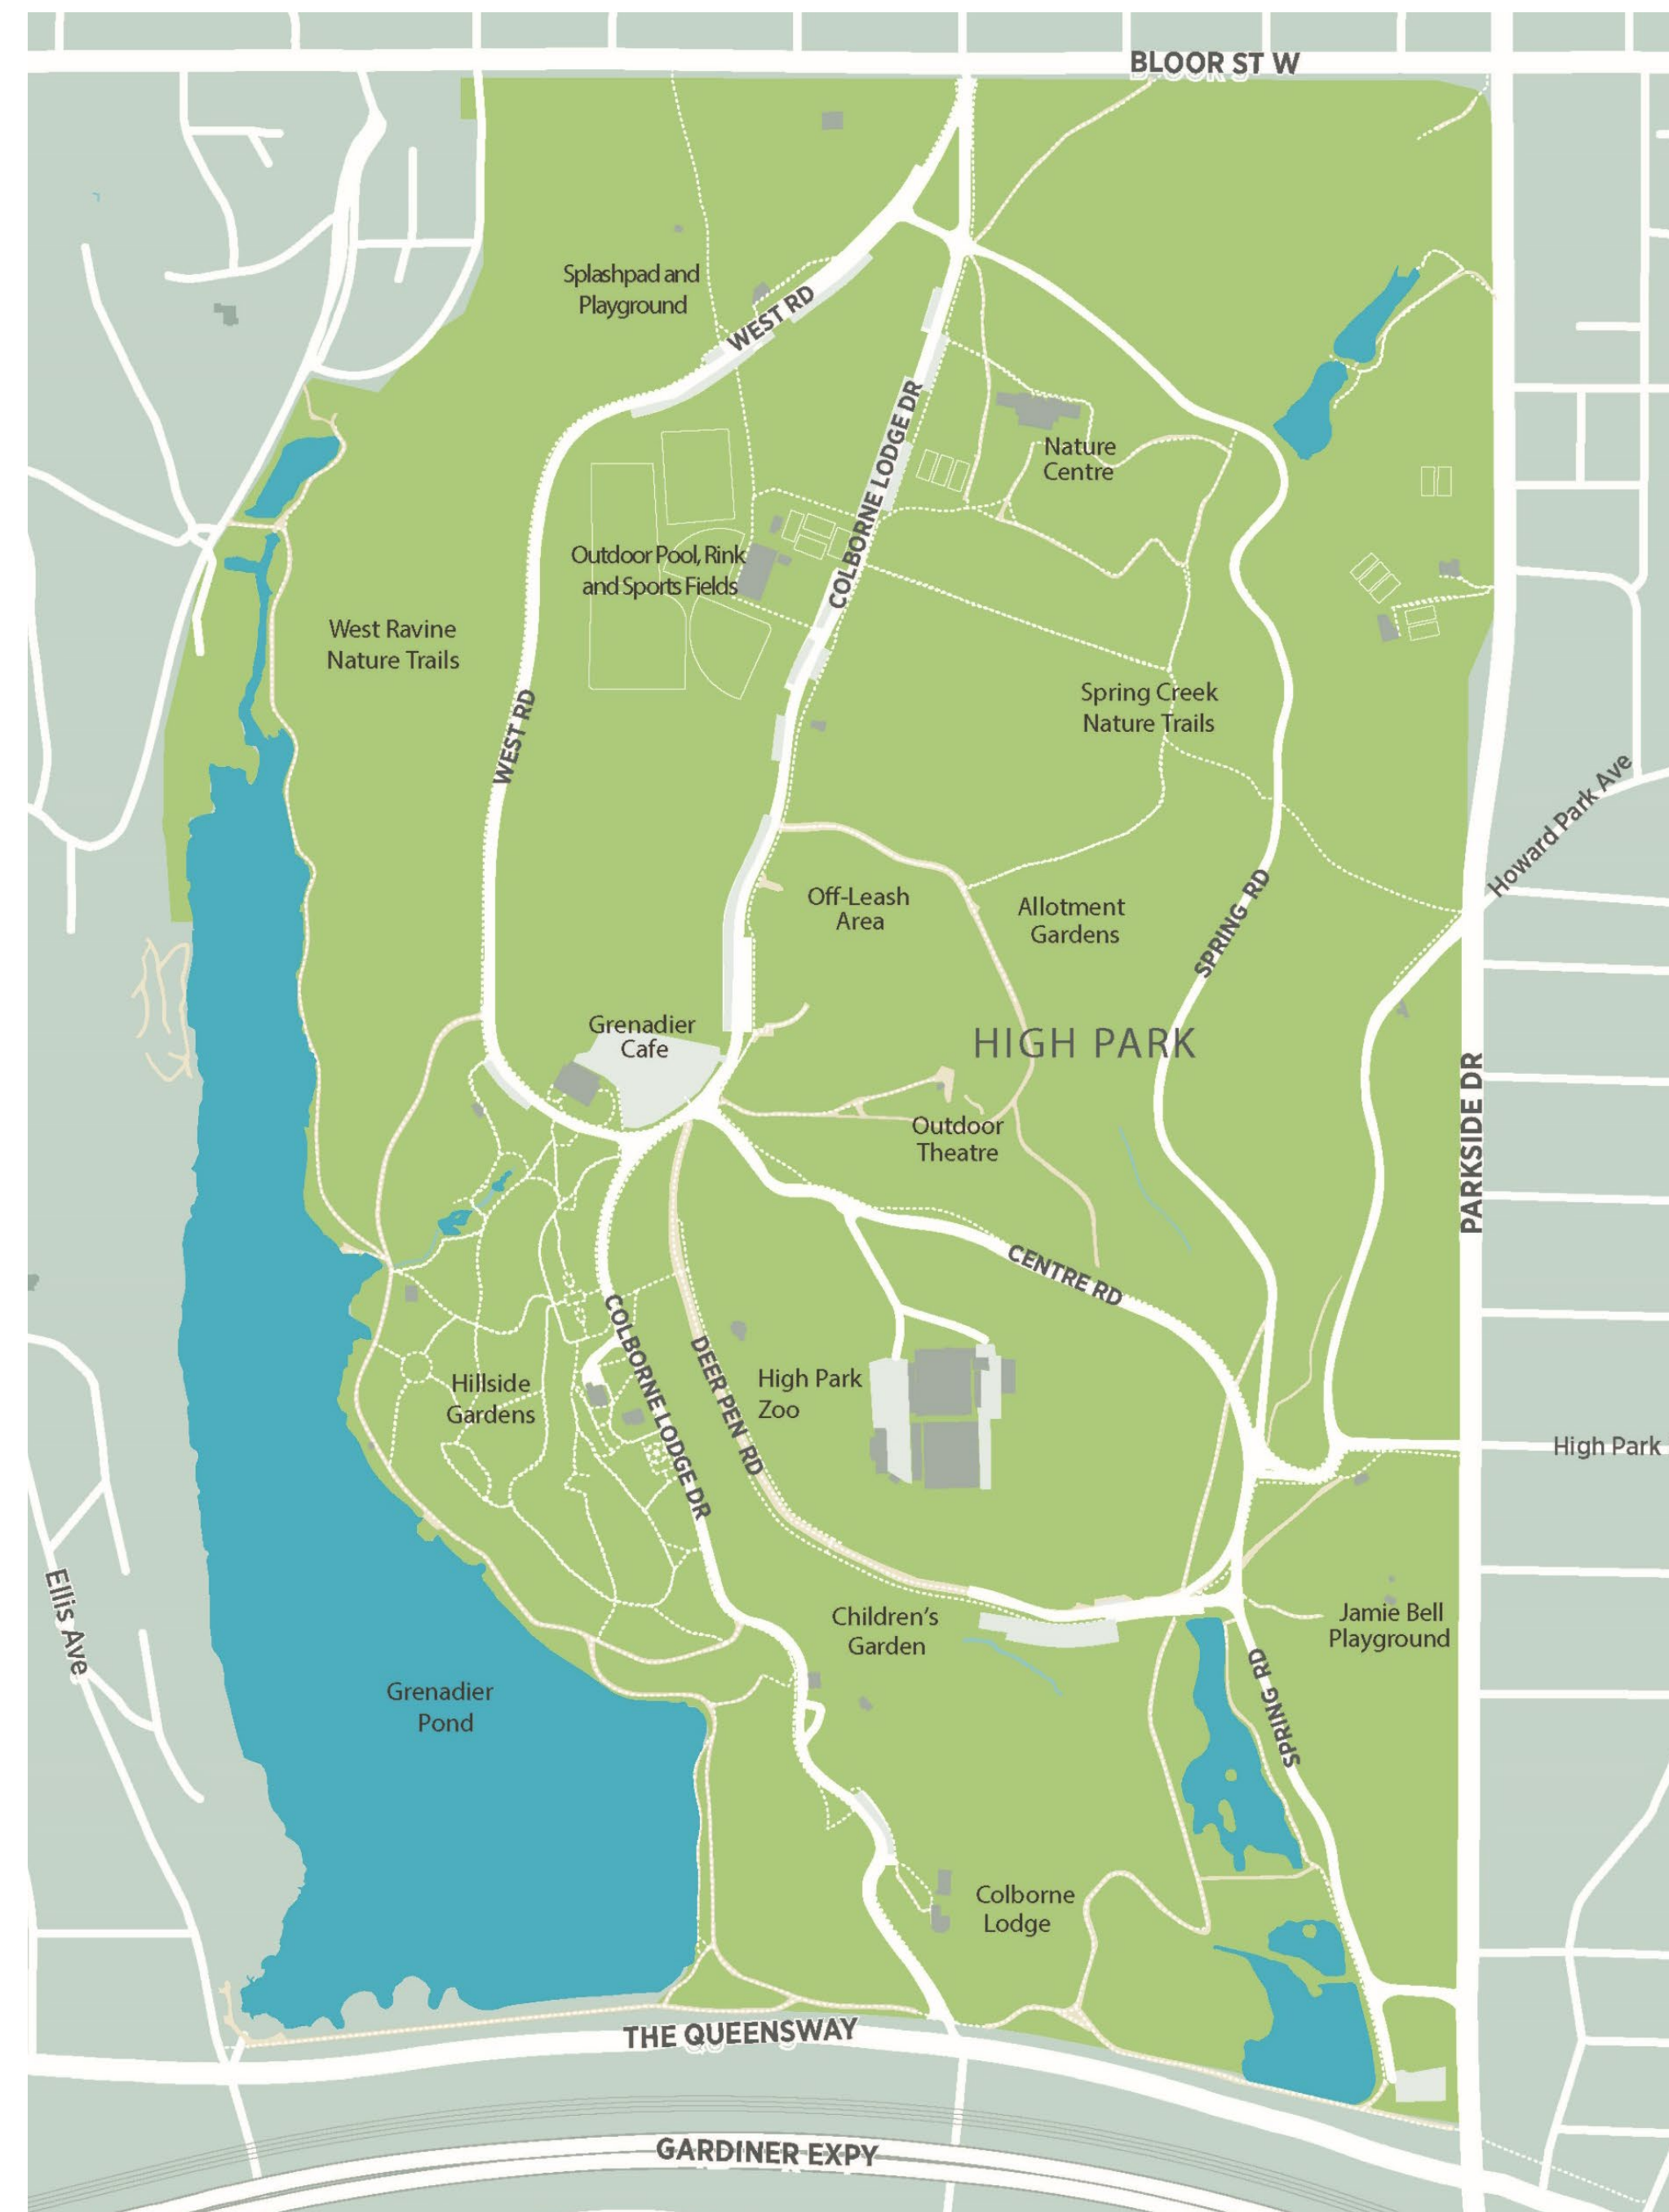 BLOOR ST W
Splashpad and
Playground
WEST RD
COLBORNE LODGE DR
Nature
Centre
Outdoor Pool, Rink
and Sports Fields
West Ravine
Nature Trails
WEST RD
Spring Creek
Nature Trails
Howard Park Ave
Off-Leash
Area
Allotment
Gardens
SPRING RD
Grenadier
Cafe
HIGH PARK
Outdoor
Theatre
PARKSIDE DR
CENTRE RD
COLBORNE LODGE DR
DEER PEN RD
High Park
Zoo
Hillside
Gardens
High Park
Ellis Ave
Children's
Garden
Jamie Bell
Playground
SPRING RD
Grenadier
Pond
Colborne
Lodge
THE QUEENSWAY
GARDINER EXPY